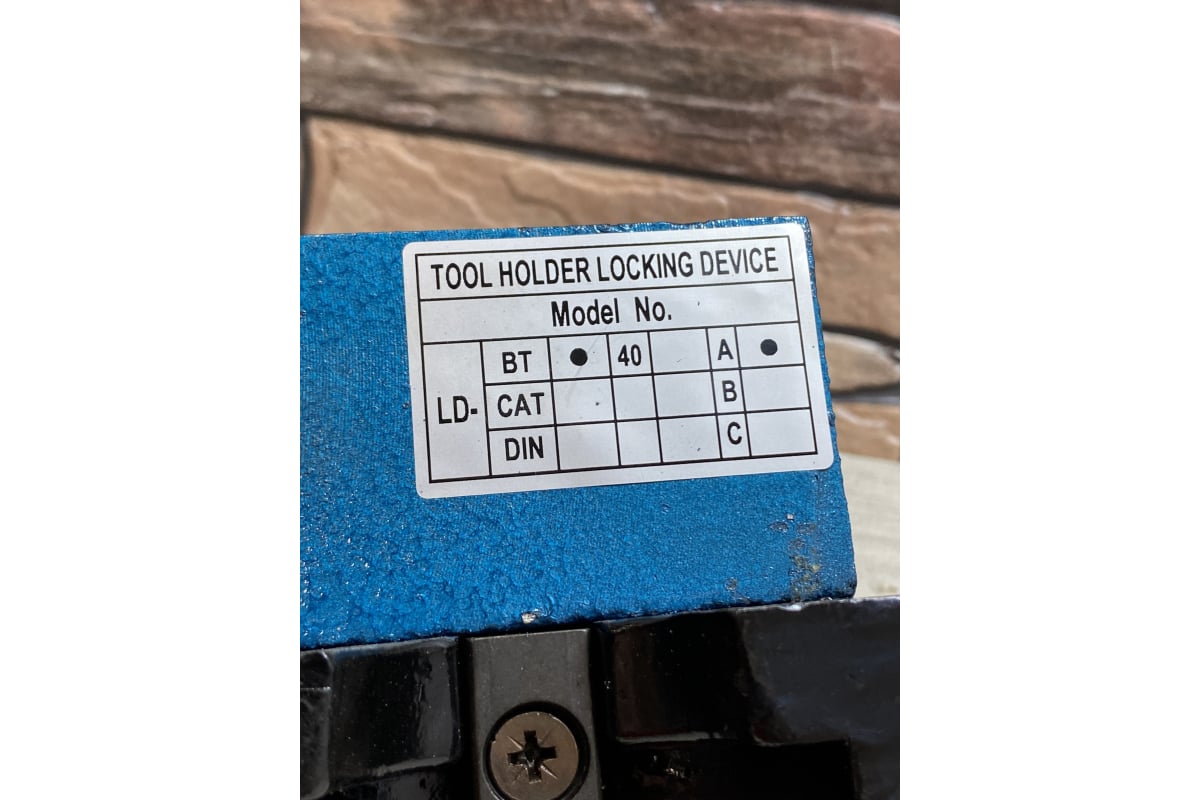 TOOL HOLDER LOCKING DEVICE
Model No.
LD-
BT ● 40 A ●
CAT B
DIN C